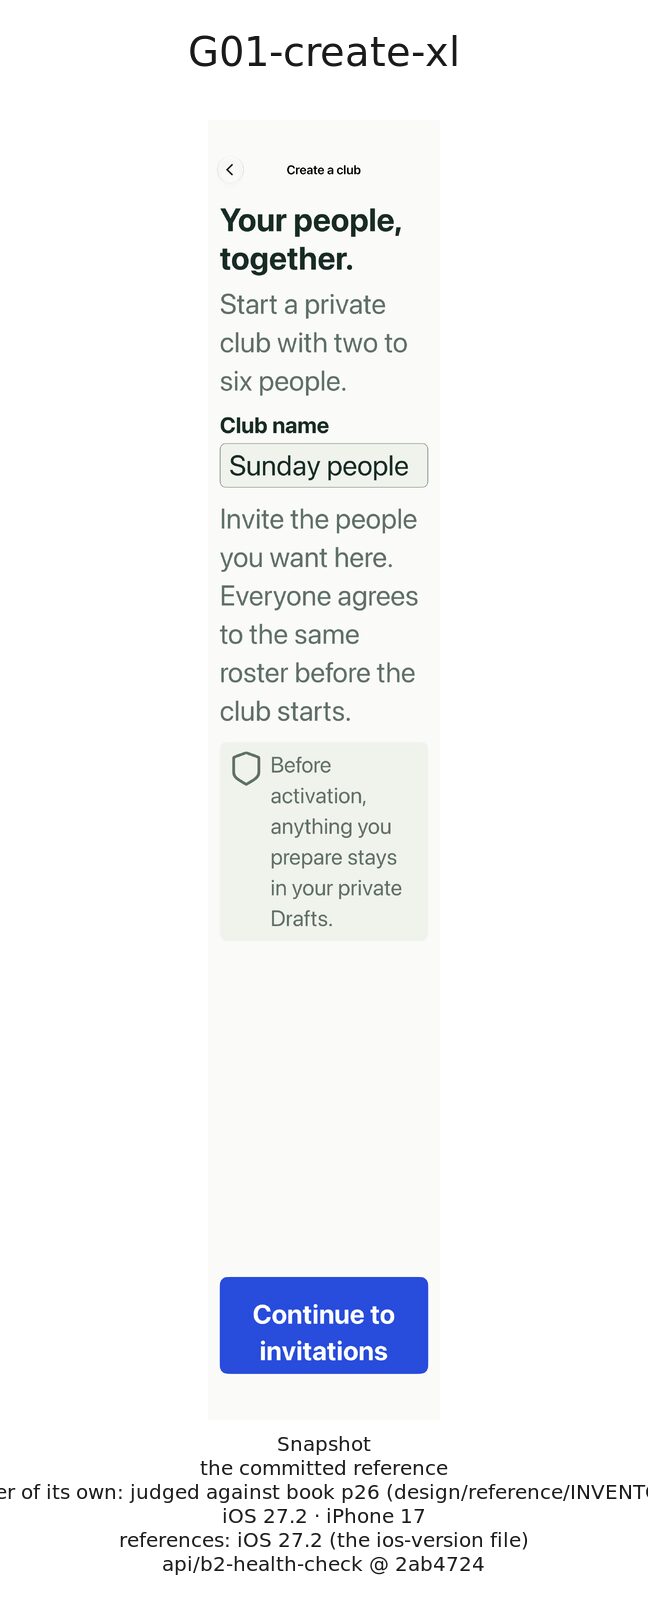 G01-create-xl
Create a club
Your people,
together.
Start a private
club with two to
six people.
Club name
Sunday people
Invite the people
you want here.
Everyone agrees
to the same
roster before the
club starts.
Before
activation,
anything you
prepare stays
in your private
Drafts.
Continue to
invitations
Snapshot
the committed reference
of its own: judged against book p26 (design/reference/
iOS 27.2 · iPhone 17
references: iOS 27.2 (the ios-version file)
api/b2-health-check @ 2ab4724